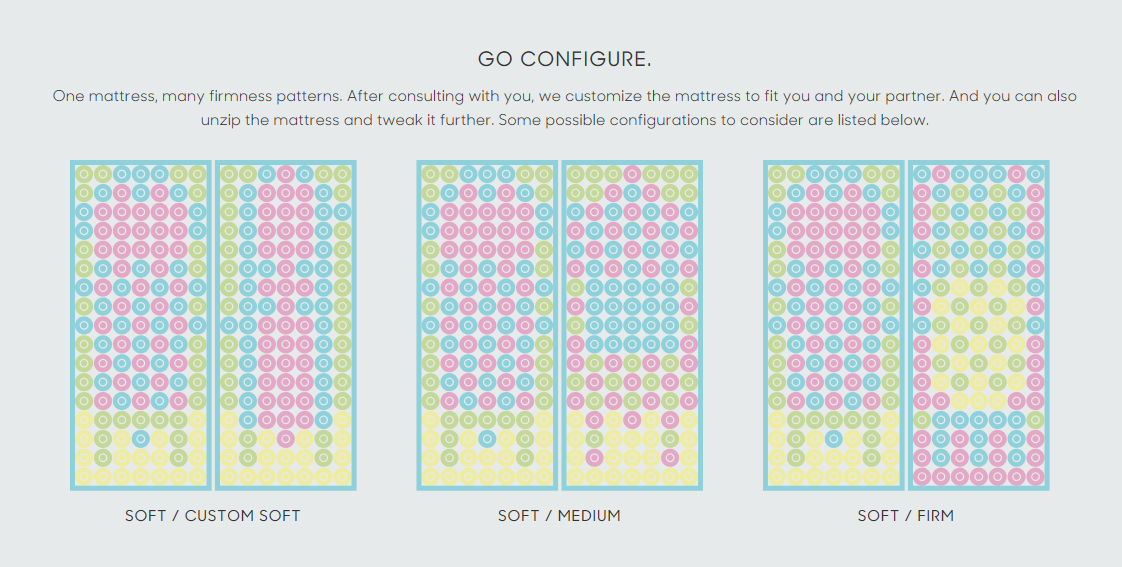 GO CONFIGURE.
One mattress, many firmness patterns. After consulting with you, we customize the mattress to fit you and your partner. And you can also
unzip the mattress and tweak it further. Some possible configurations to consider are listed below.
SOFT / CUSTOM SOFT
SOFT / MEDIUM
SOFT / FIRM